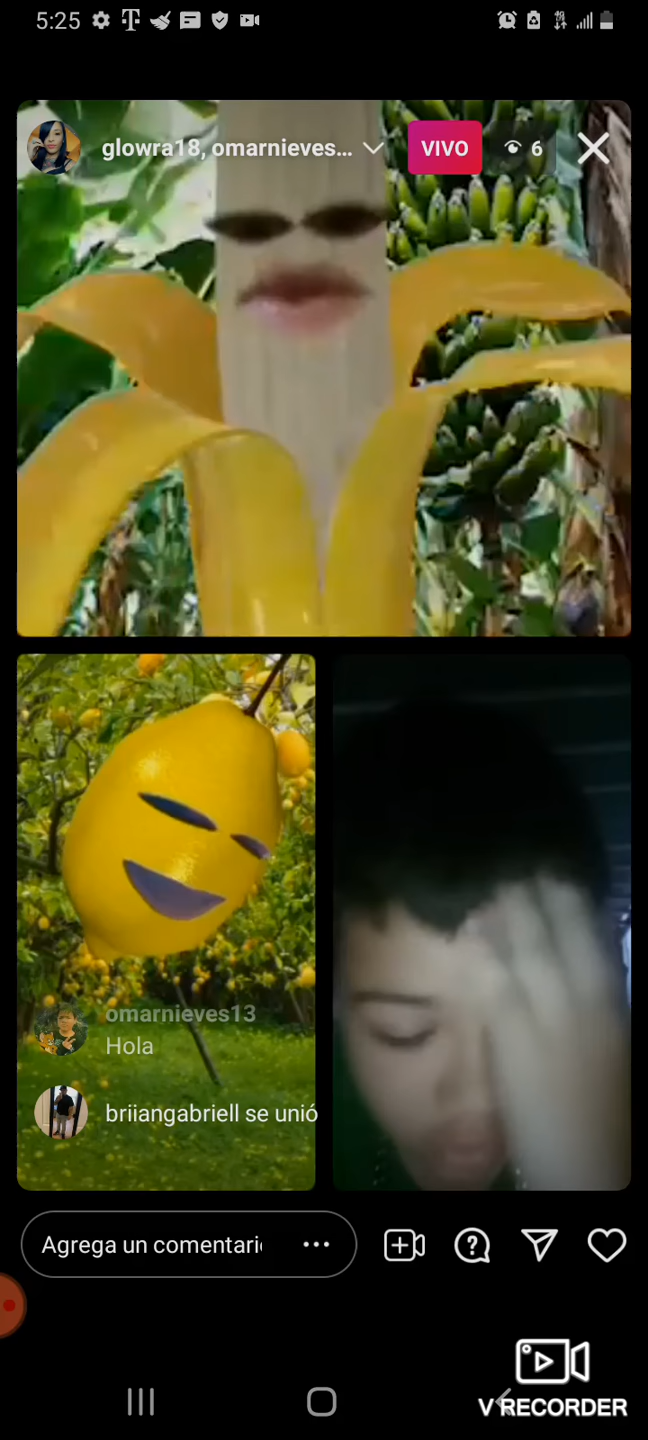 5:25
glowra18, omarnieves...
VIVO
6
omarnieves13
Hola
briiangabriell se unió
Agrega un comentari
V RECORDER